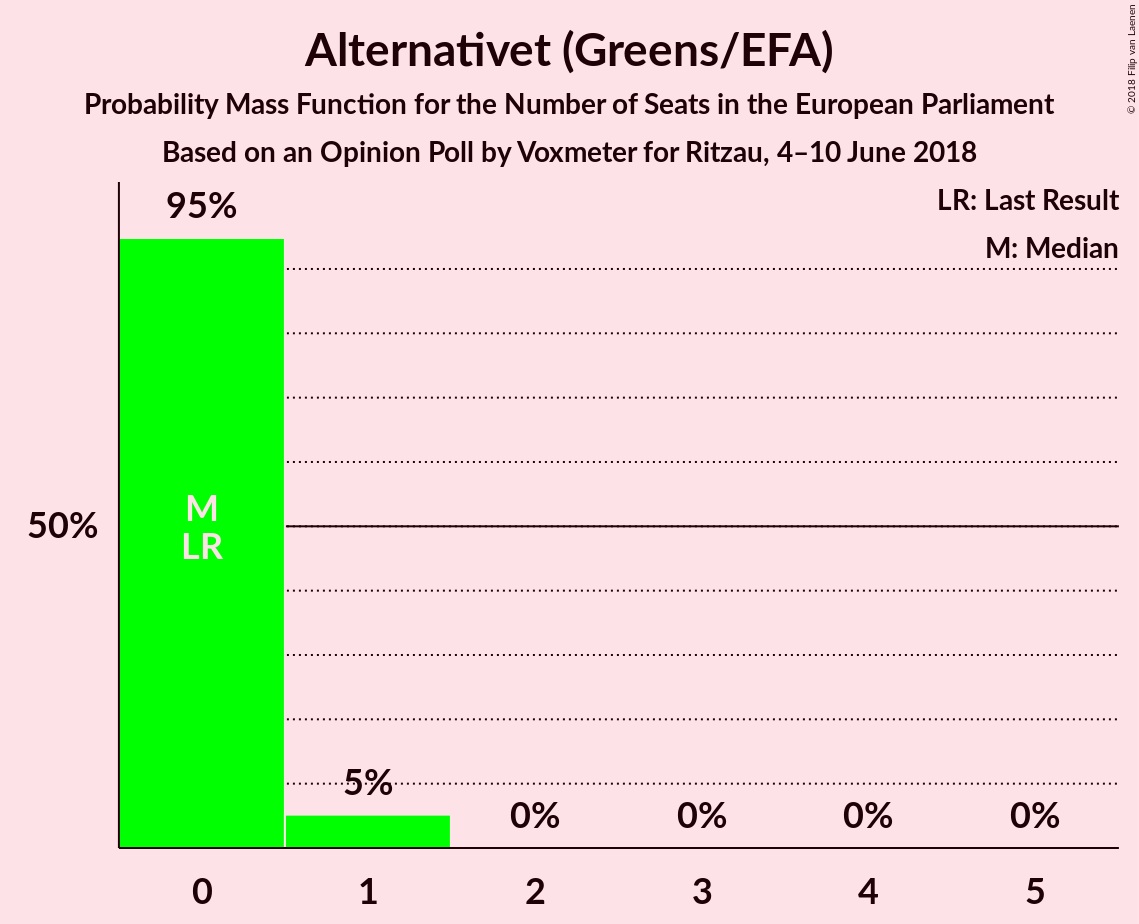 Alternativet (Greens/EFA)
Probability Mass Function for the Number of Seats in the European Parliament
Based on an Opinion Poll by Voxmeter for Ritzau, 4–10 June 2018
© 2018 Filip van Laenen
LR: Last Result
M: Median
95%
50%
M
LR
5%
0%
0%
0%
0%
0
1
2
3
4
5